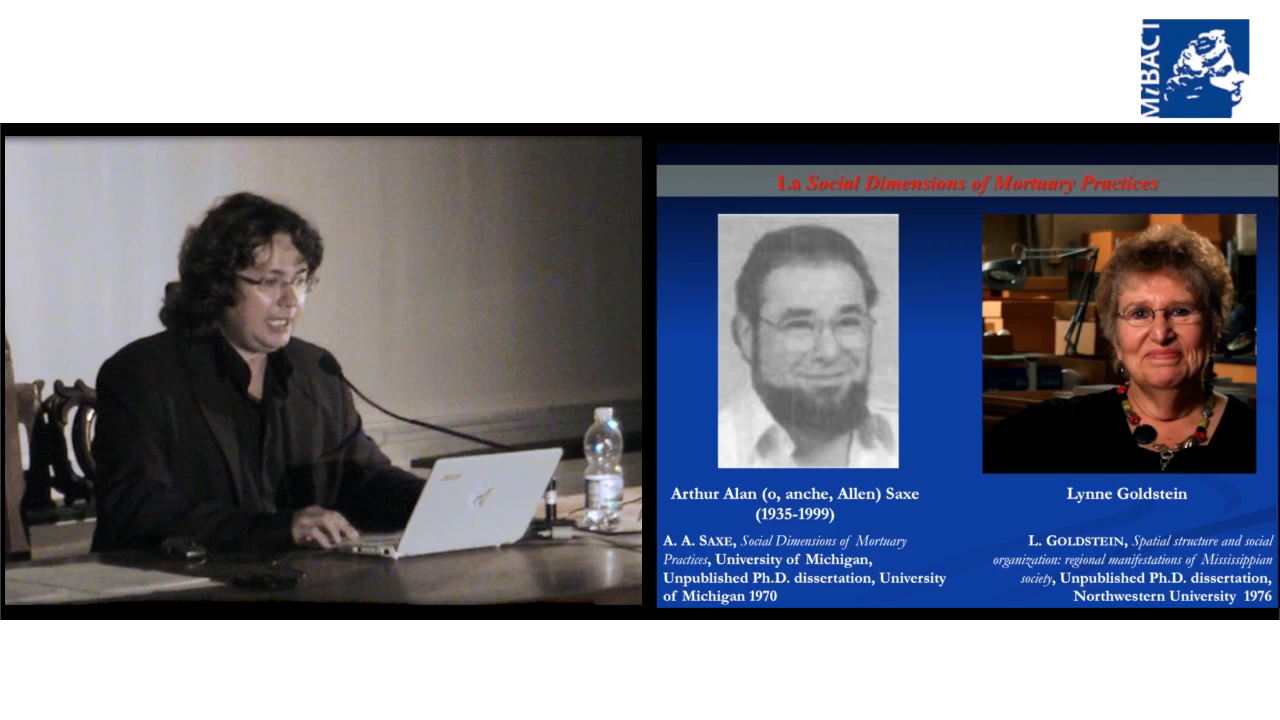 MiBACT
La Social Dimensions of Mortuary Practices
Arthur Alan (o, anche, Allen) Saxe
(1935-1999)
A. A. SAXE, Social Dimensions of Mortuary
Practices, University of Michigan,
Unpublished Ph.D. dissertation, University
of Michigan 1970
Lynne Goldstein
L. GOLDSTEIN, Spatial structure and social
organization: regional manifestations of Mississippian
society, Unpublished Ph.D. dissertation,
Northwestern University 1976